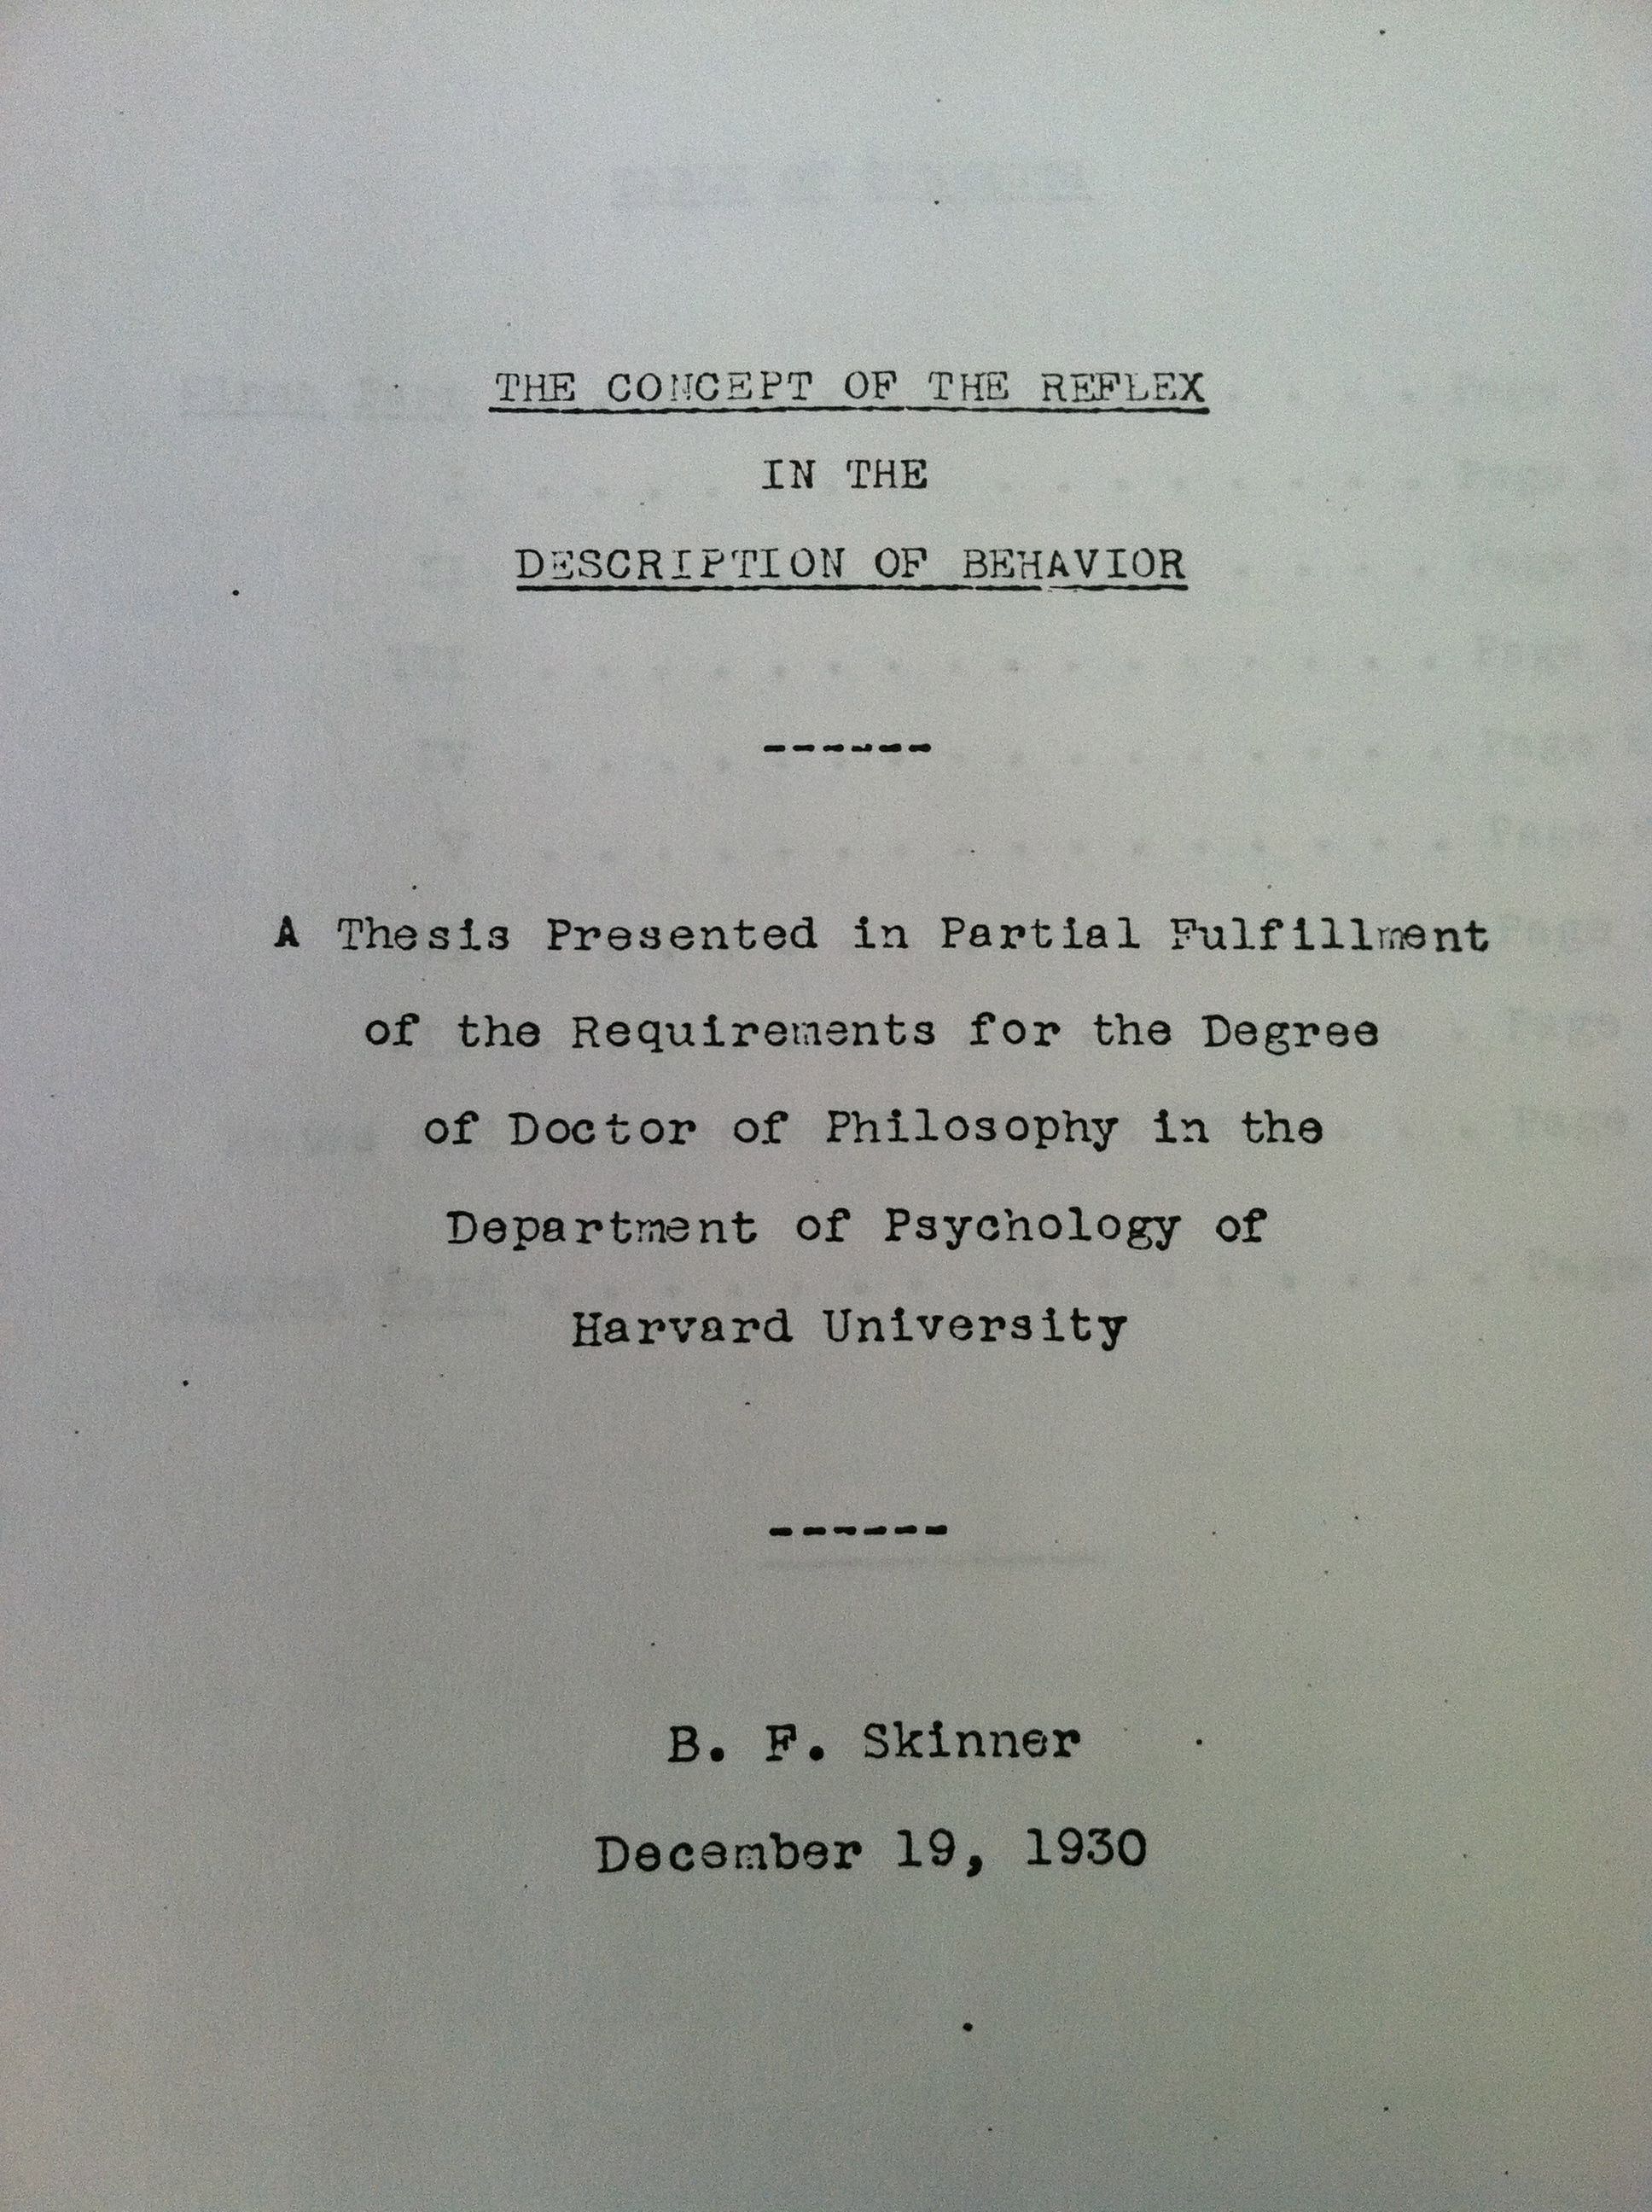 THE CONCEPT OF THE REFLEX
IN THE
DESCRIPTION OF BEHAVIOR
------
A Thesis Presented in Partial Fulfillment
of the Requirements for the Degree
of Doctor of Philosophy in the
Department of Psychology of
Harvard University
------
B. F. Skinner
December 19, 1930